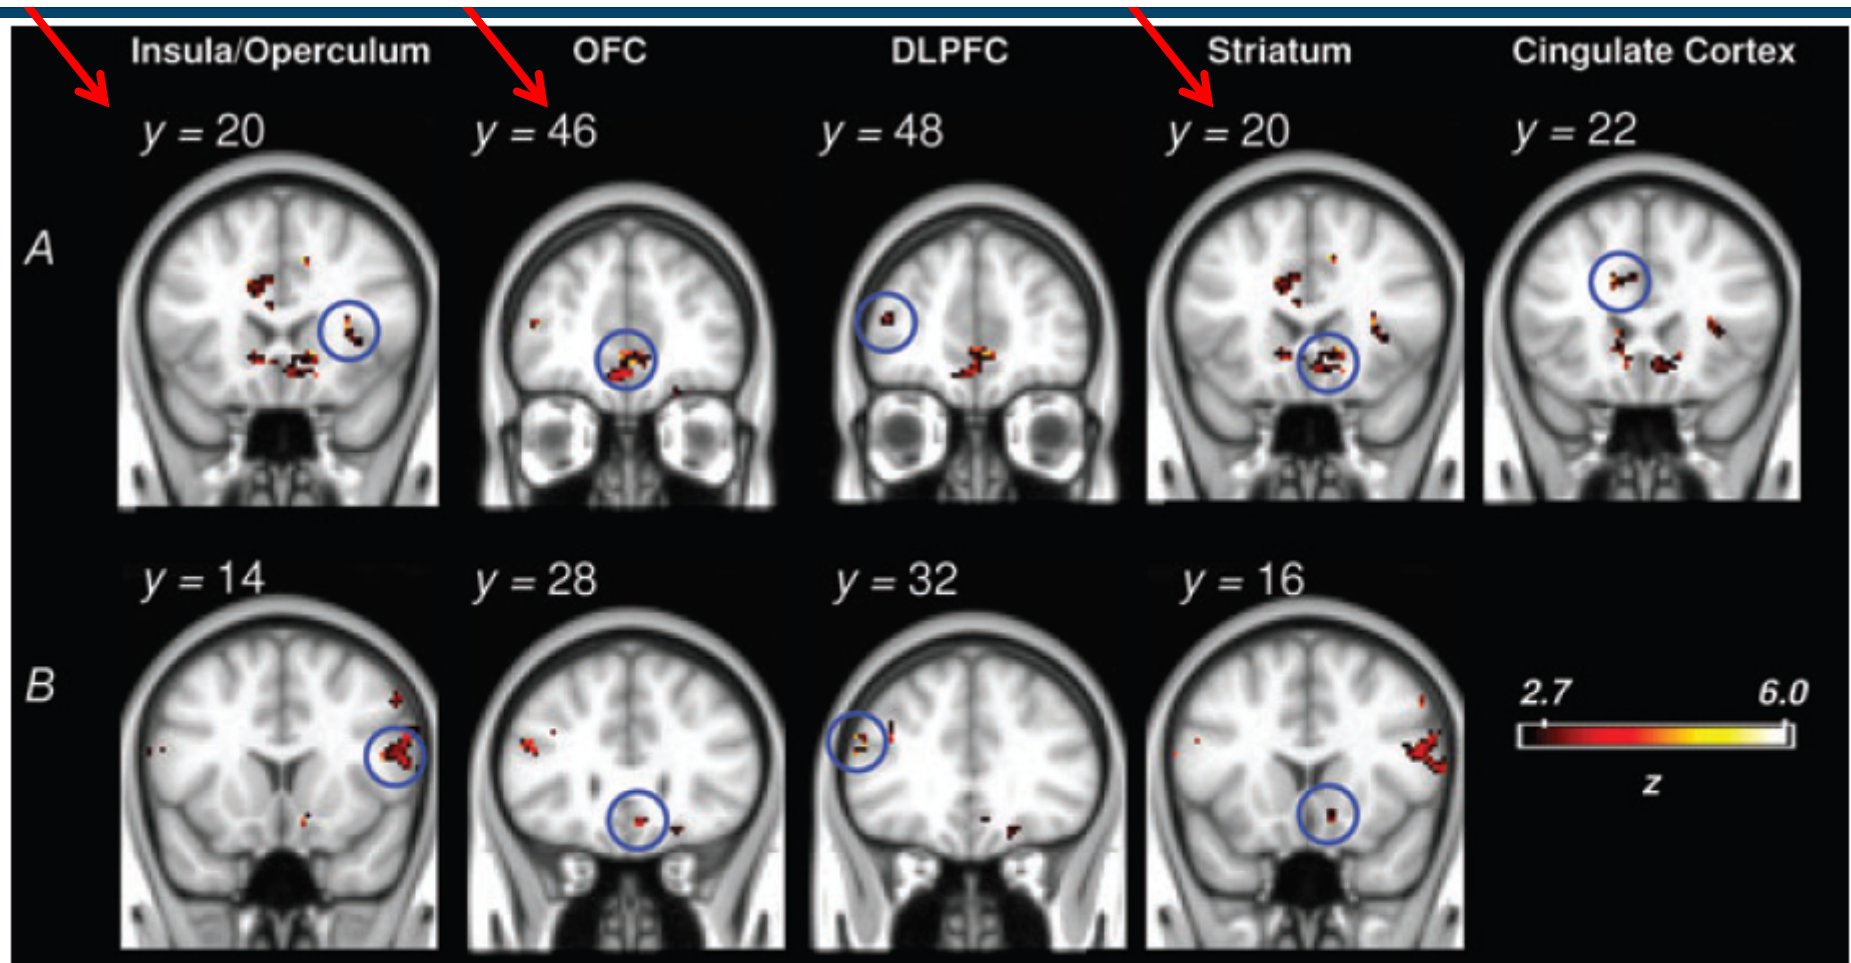 Insula/Operculum OFC DLPFC Striatum Cingulate Cortex
y = 20 y = 46 y = 48 y = 20 y = 22
A
y = 14 y = 28 y = 32 y = 16
B
2.7 6.0
z